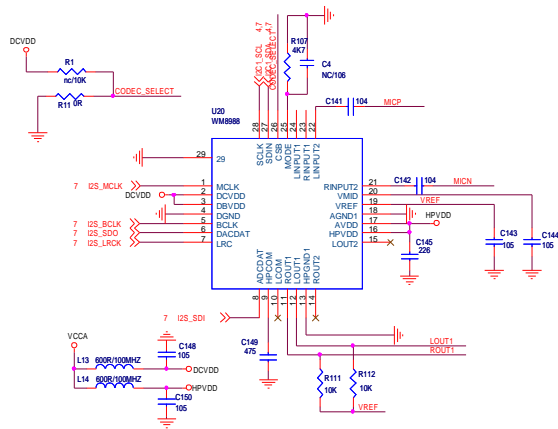 DCVDD
R1
nc/10K
R11
0R
CODEC_SELECT
I2C1_SCL 4,7
I2C1_SDA 4,7
CODEC_SELECT
R107
4K7
C4
NC/106
C141
104
MICP
U20
WM8988
28 27 26 25 24 23 22
SCLK
SDIN
CSB
MODE
LINPUT1
RINPUT1
LINPUT2
29
29
7 I2S_MCLK
1 MCLK
DCVDD
2 DCVDD
3 DBVDD
4 DGND
7 I2S_BCLK
5 BCLK
7 I2S_SDO
6 DACDAT
7 I2S_LRCK
7 LRC
RINPUT2 21
C142
104
MICN
VMID 20
VREF 19
VREF
AGND1 18
AVDD 17
HPVDD
HPVDD 16
LOUT2 15
C143
105
C144
105
C145
226
ADCDAT
HPCOM
LCOM
ROUT1
LOUT1
HPGND1
ROUT2
8 9 10 11 12 13 14
7 I2S_SDI
C149
475
VCCA
L13
600R/100MHZ
C148
105
DCVDD
L14
600R/100MHZ
HPVDD
C150
105
LOUT1
ROUT1
R111
10K
R112
10K
VREF